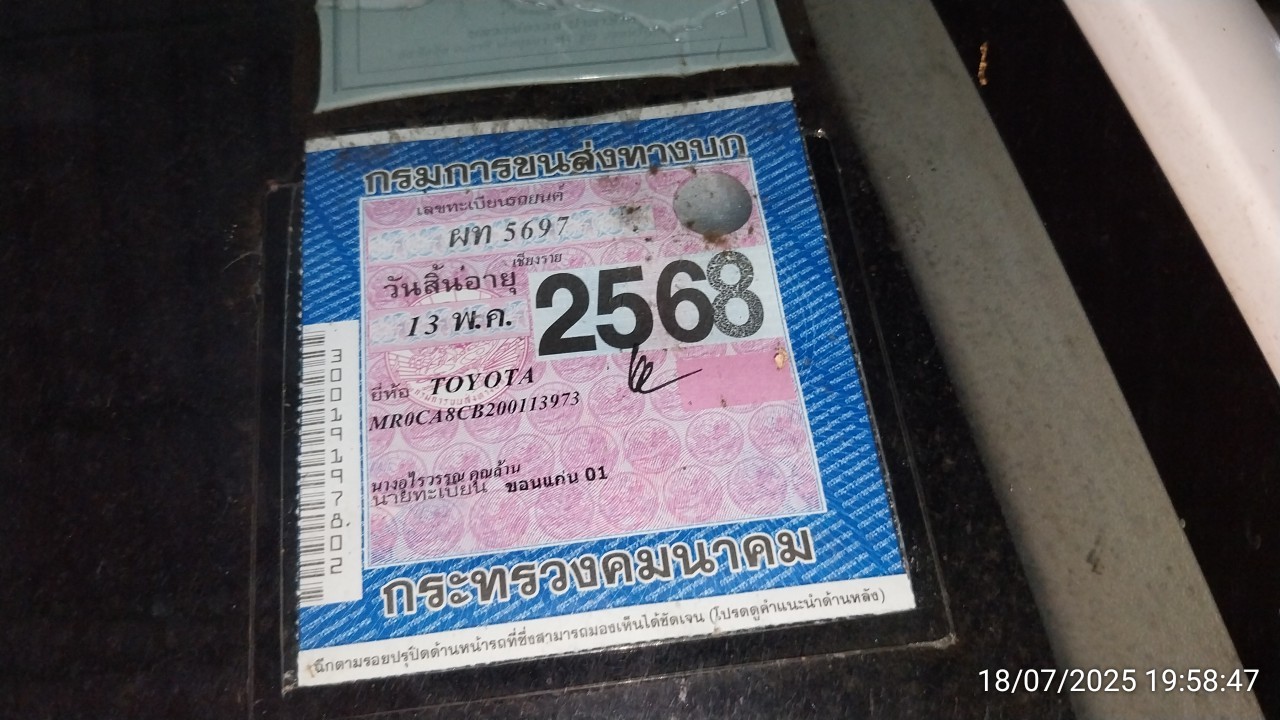 กรมการขนส่งทางบก
เลขทะเบียนรถยนต์
ผท 5697
เชียงราย
วันสิ้นอายุ
13 พ.ค.
2568
ยี่ห้อ TOYOTA
MR0CA8CB200113973
นางอุไรวรรณ คุณล้าน
นายทะเบียน ขอนแก่น 01
กระทรวงคมนาคม
ฉีกตามรอยปรุปิดด้านหน้ารถที่ซึ่งสามารถมองเห็นได้ชัดเจน (โปรดดูคำแนะนำด้านหลัง)
300191978.02
18/07/2025 19:58:47